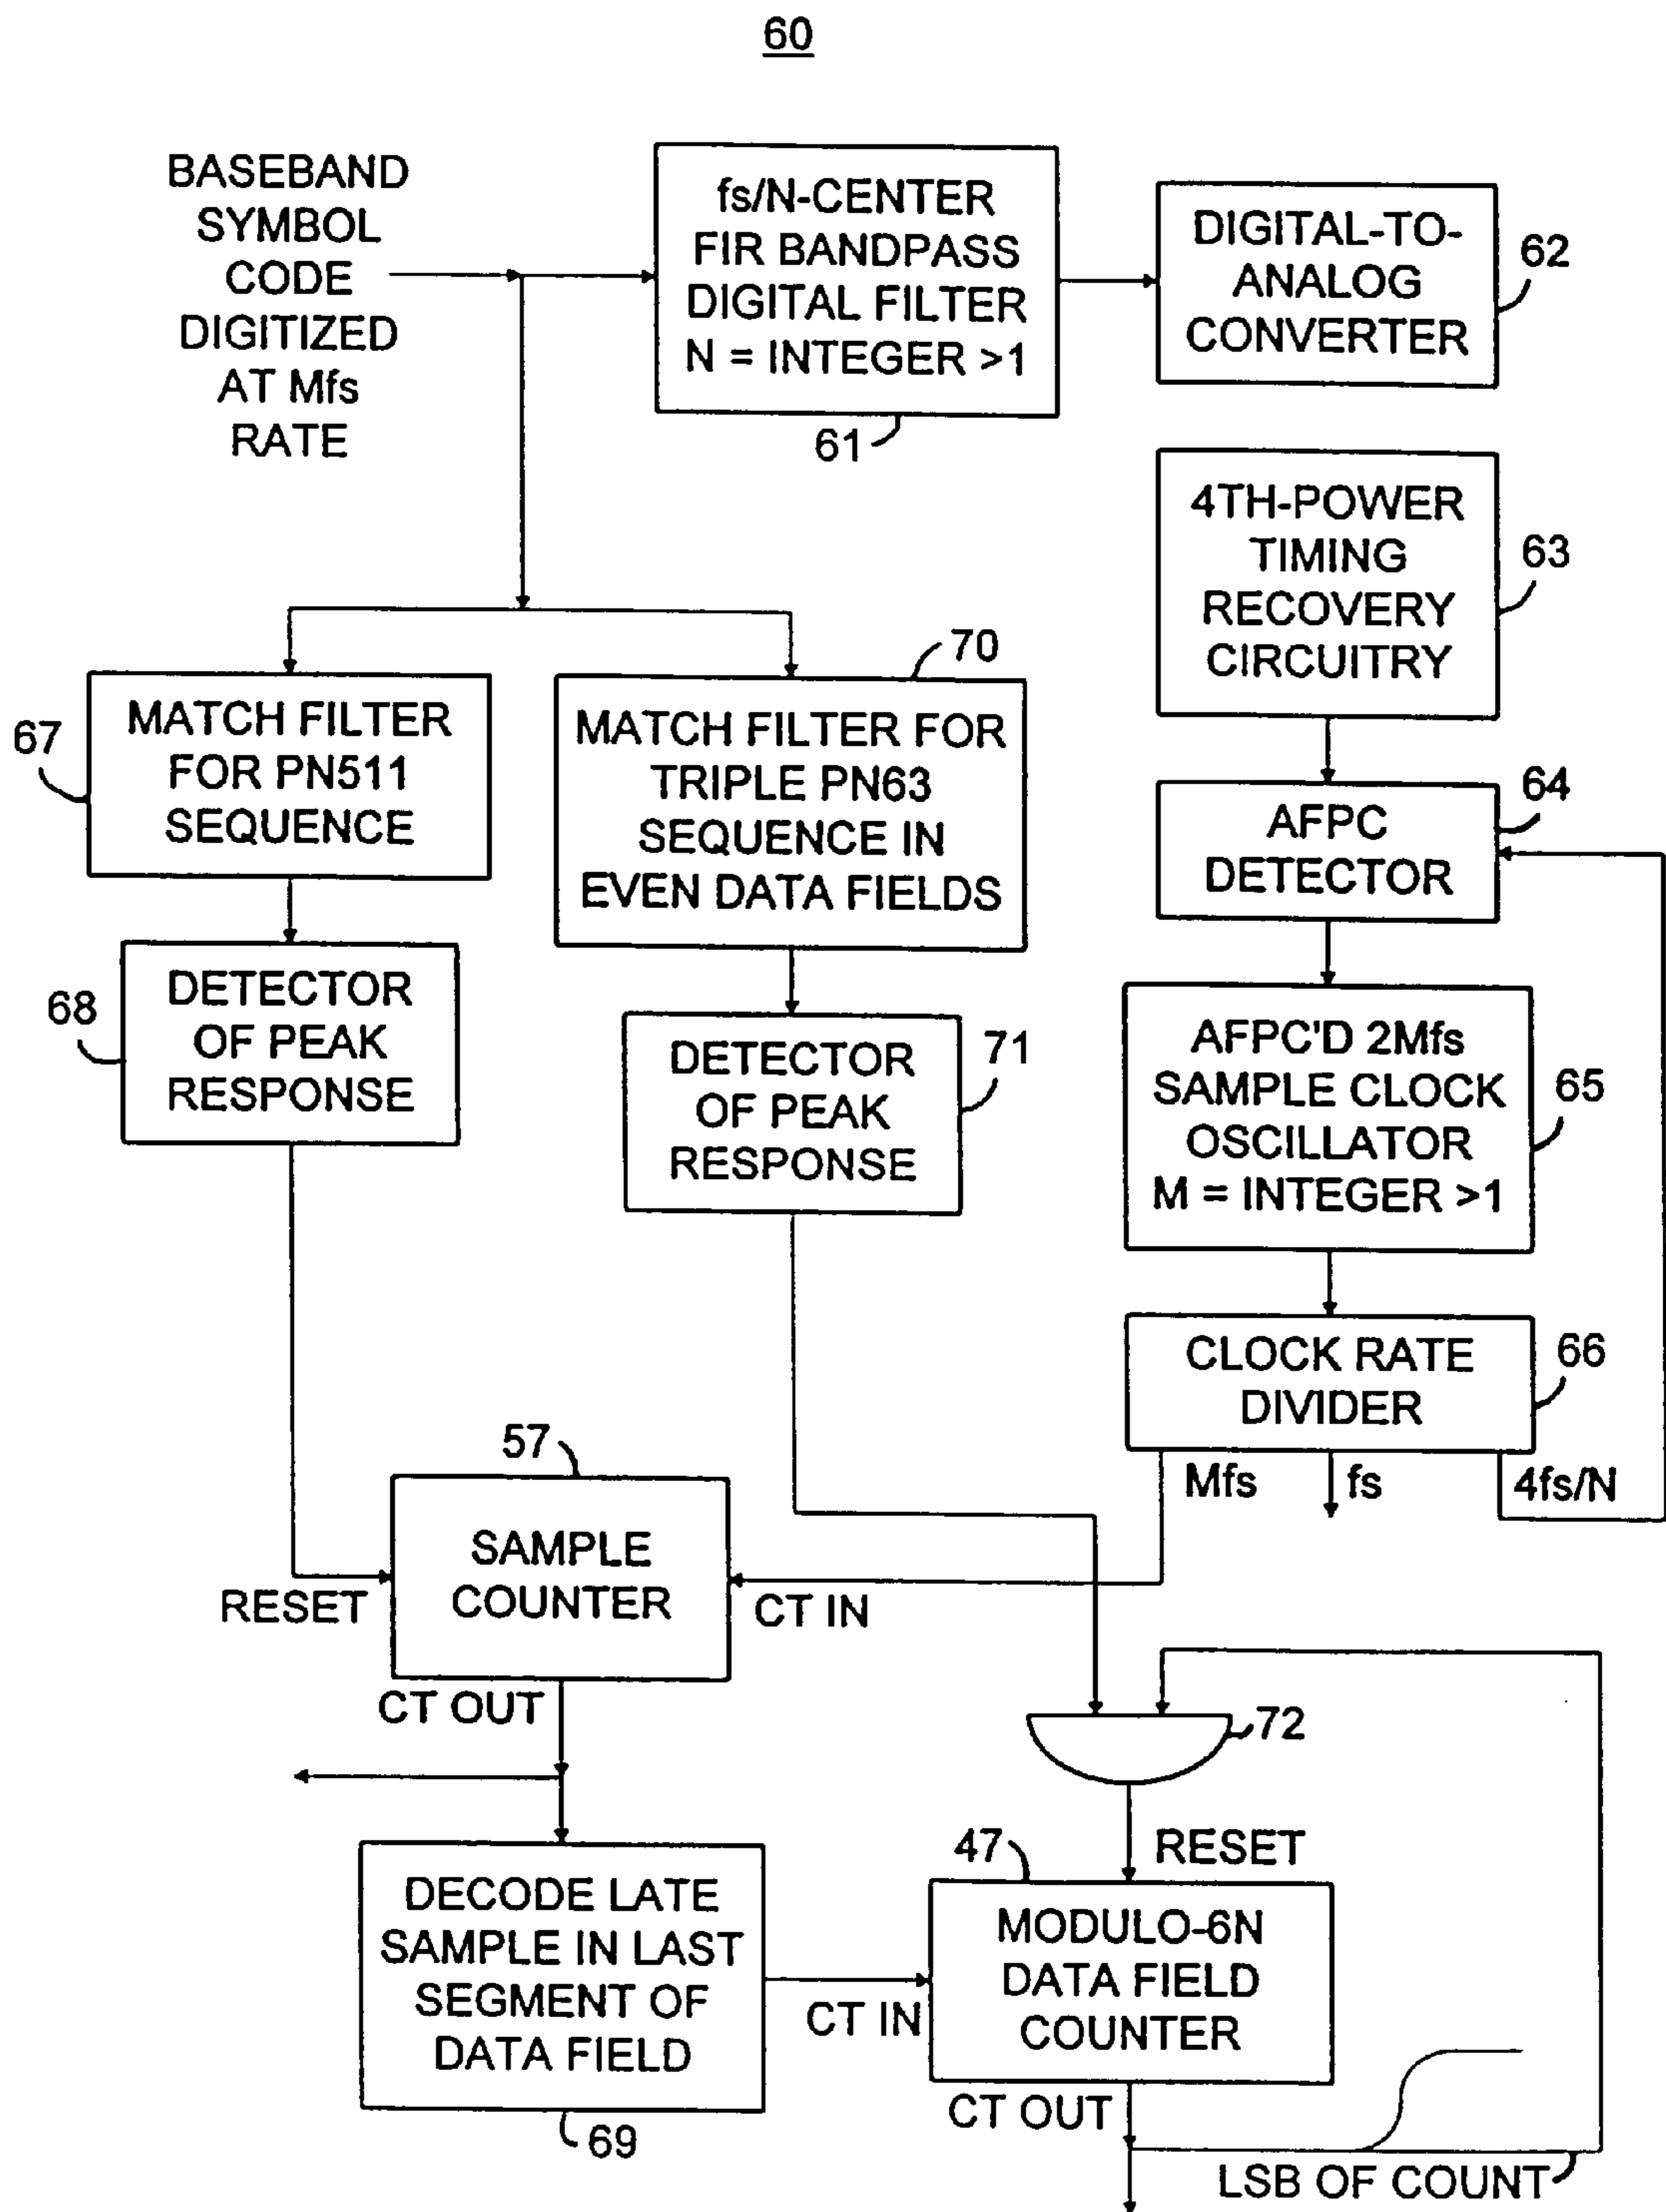 60
BASEBAND
SYMBOL
CODE
DIGITIZED
AT Mfs
RATE
fs/N-CENTER
FIR BANDPASS
DIGITAL FILTER
N = INTEGER >1
61
DIGITAL-TO-
ANALOG
CONVERTER
62
4TH-POWER
TIMING
RECOVERY
CIRCUITRY
63
67
MATCH FILTER
FOR PN511
SEQUENCE
70
MATCH FILTER FOR
TRIPLE PN63
SEQUENCE IN
EVEN DATA FIELDS
AFPC
DETECTOR
64
68
DETECTOR
OF PEAK
RESPONSE
DETECTOR
OF PEAK
RESPONSE
71
AFPC'D 2Mfs
SAMPLE CLOCK
OSCILLATOR
M = INTEGER >1
65
CLOCK RATE
DIVIDER
66
Mfs
fs
4fs/N
57
SAMPLE
COUNTER
RESET
CT IN
CT OUT
72
RESET
DECODE LATE
SAMPLE IN LAST
SEGMENT OF
DATA FIELD
69
CT IN
47
MODULO-6N
DATA FIELD
COUNTER
CT OUT
LSB OF COUNT